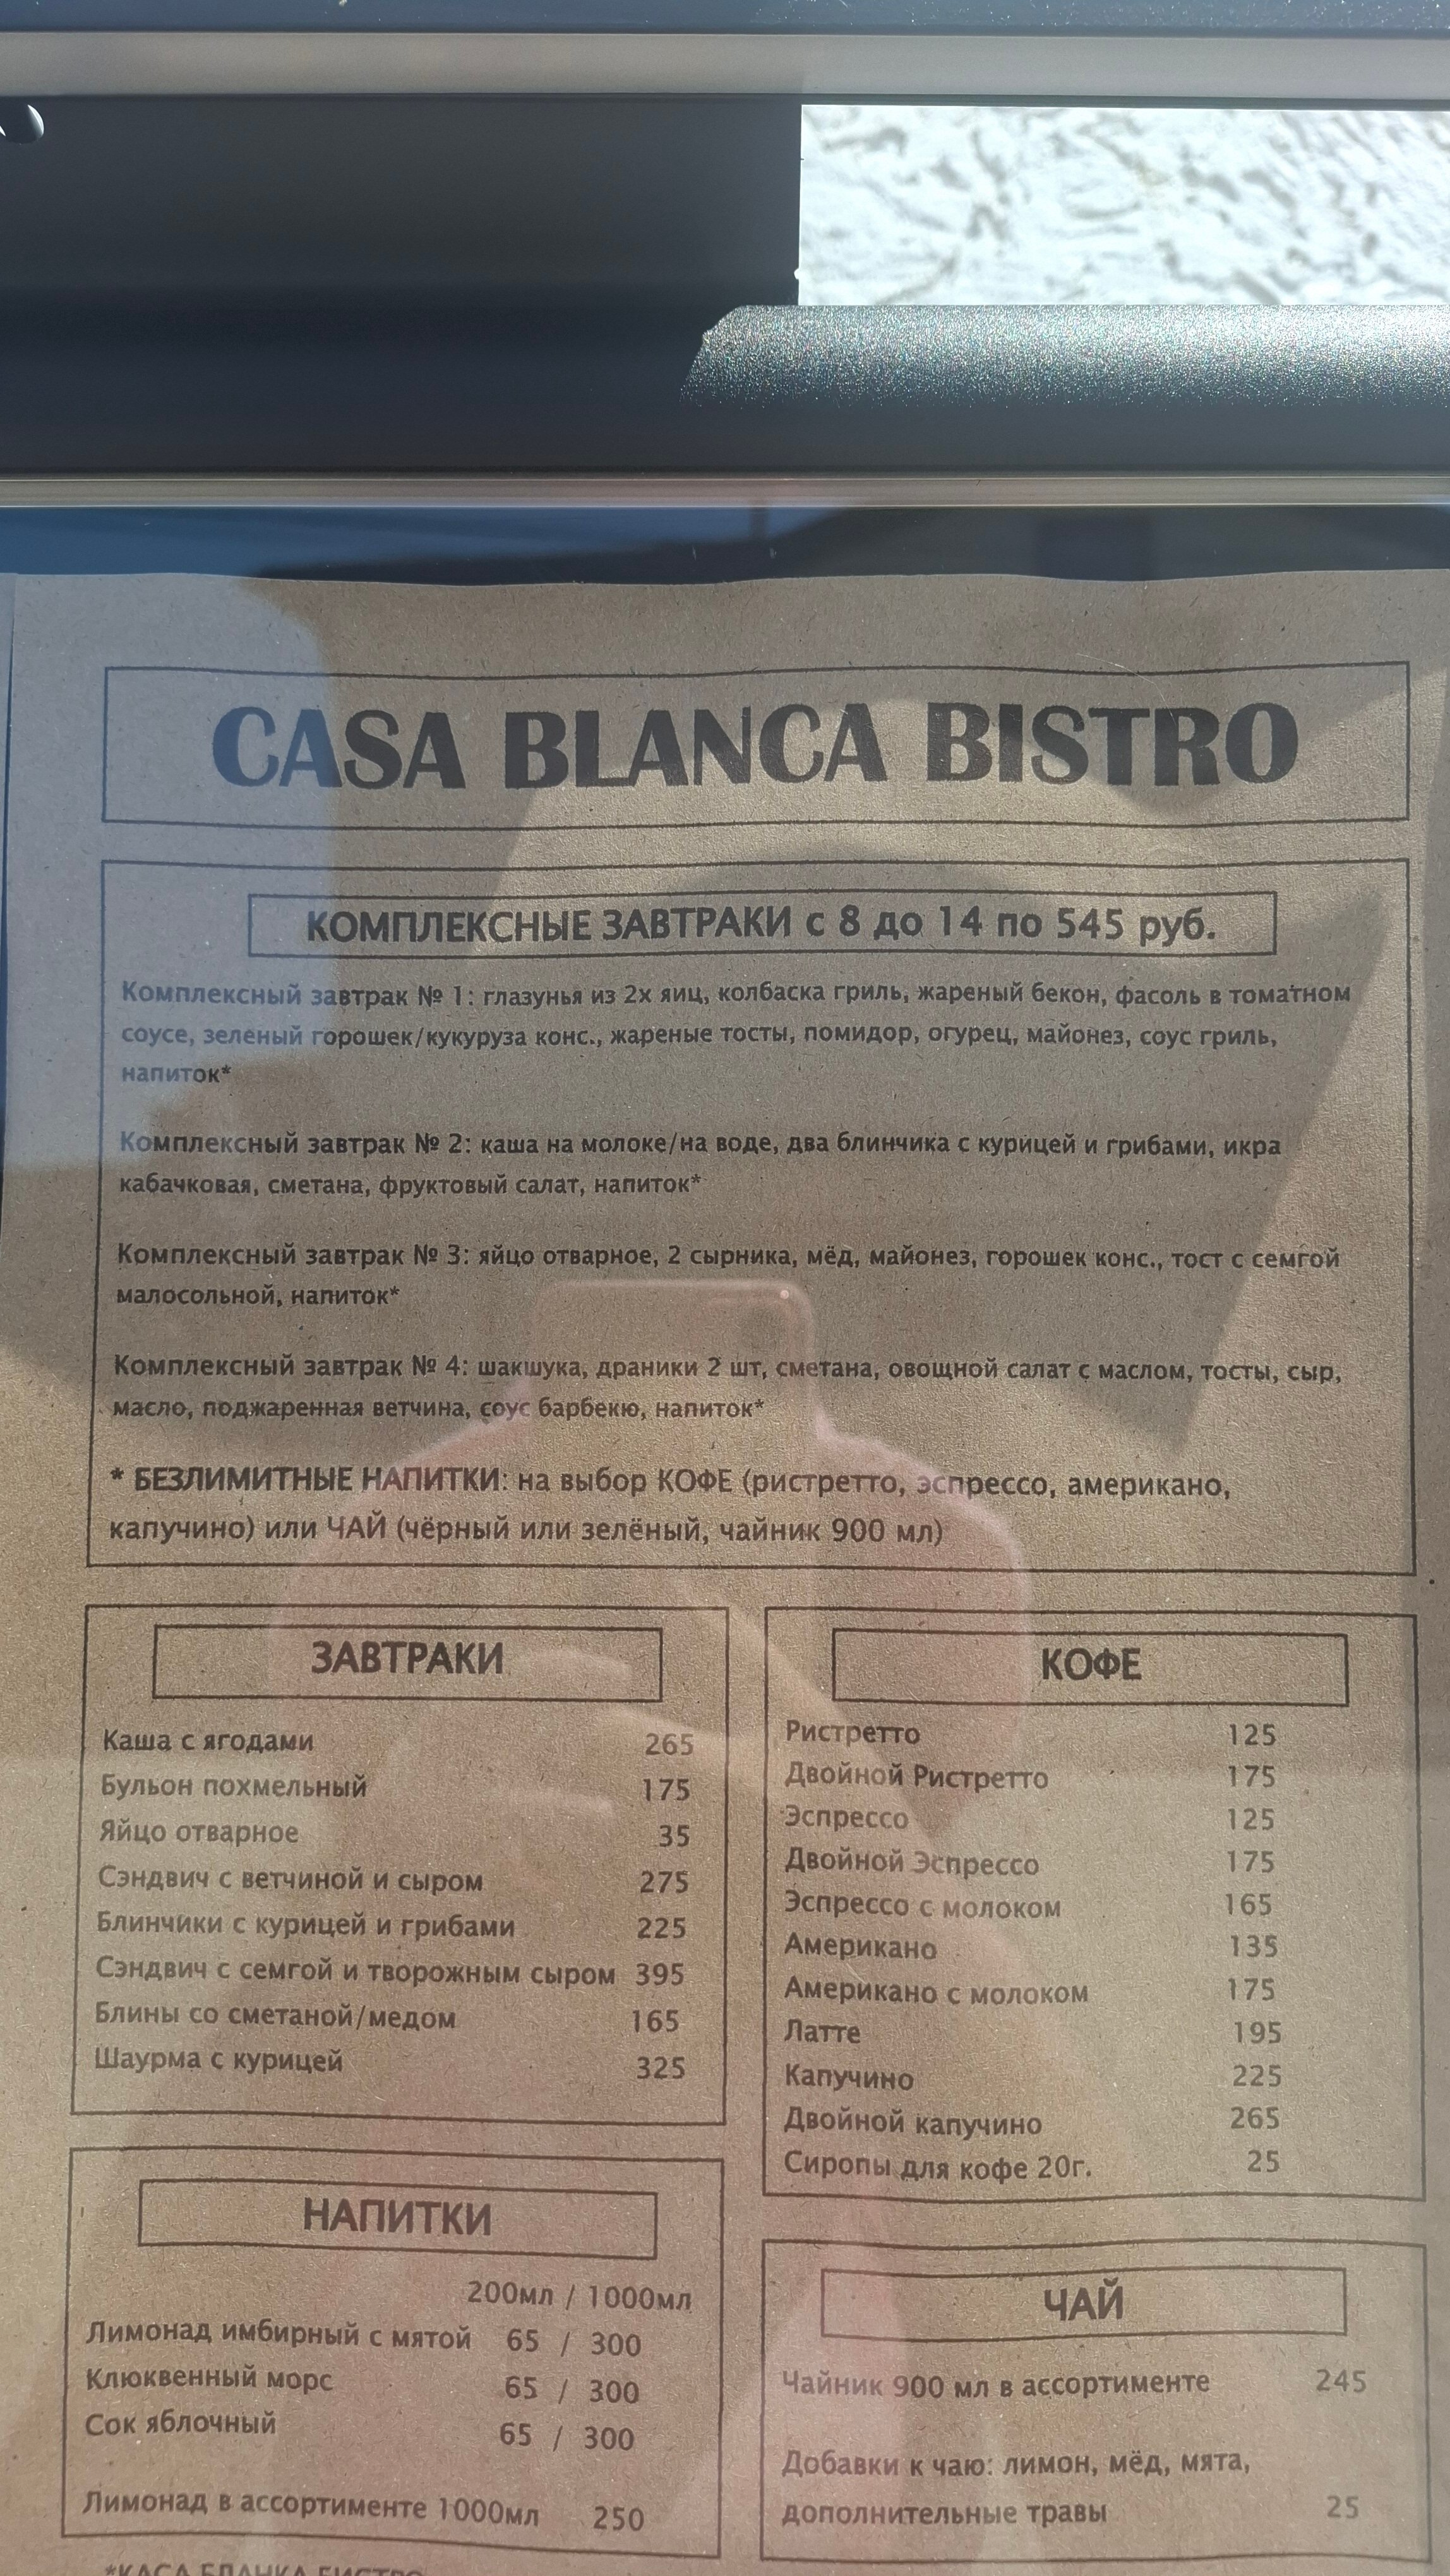 CASA BLANCA BISTRO
КОМПЛЕКСНЫЕ ЗАВТРАКИ с 8 до 14 по 545 руб.
Комплексный завтрак № 1: глазунья из 2х яиц, колбаска гриль, жареный бекон, фасоль в томатном
соусе, зеленый горошек/кукуруза конс., жареные тосты, помидор, огурец, майонез, соус гриль,
напиток*
Комплексный завтрак № 2: каша на молоке/на воде, два блинчика с курицей и грибами, икра
кабачковая, сметана, фруктовый салат, напиток*
Комплексный завтрак № 3: яйцо отварное, 2 сырника, мёд, майонез, горошек конс., тост с семгой
малосольной, напиток*
Комплексный завтрак № 4: шакшука, драники 2 шт, сметана, овощной салат с маслом, тосты, сыр,
масло, поджаренная ветчина, соус барбекю, напиток*
* БЕЗЛИМИТНЫЕ НАПИТКИ: на выбор КОФЕ (ристретто, эспрессо, американо,
капучино) или ЧАЙ (чёрный или зелёный, чайник 900 мл)
ЗАВТРАКИ
Каша с ягодами 265
Бульон похмельный 175
Яйцо отварное 35
Сэндвич с ветчиной и сыром 275
Блинчики с курицей и грибами 225
Сэндвич с семгой и творожным сыром 395
Блины со сметаной/медом 165
Шаурма с курицей 325
НАПИТКИ
200мл / 1000мл
Лимонад имбирный с мятой 65 / 300
Клюквенный морс 65 / 300
Сок яблочный 65 / 300
Лимонад в ассортименте 1000мл 250
КОФЕ
Ристретто 125
Двойной Ристретто 175
Эспрессо 125
Двойной Эспрессо 175
Эспрессо с молоком 165
Американо 135
Американо с молоком 175
Латте 195
Капучино 225
Двойной капучино 265
Сиропы для кофе 20г. 25
ЧАЙ
Чайник 900 мл в ассортименте 245
Добавки к чаю: лимон, мёд, мята,
дополнительные травы 25
*КАСА БЛАНКА БИСТРО